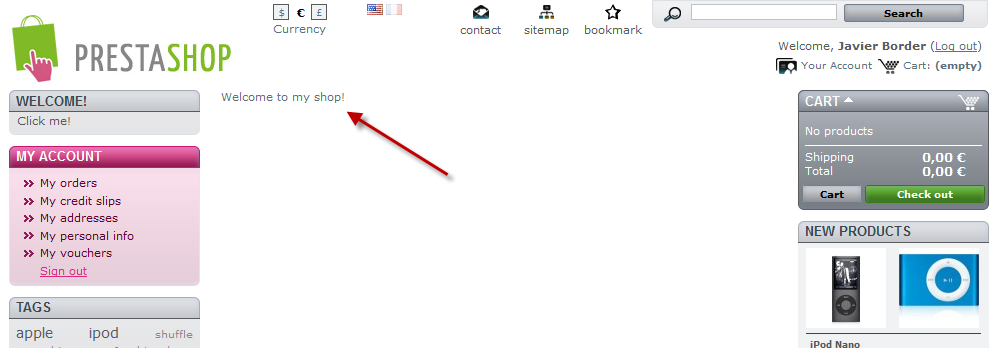 $ € £
Currency
contact
sitemap
bookmark
Search
PRESTASHOP
Welcome, Javier Border (Log out)
Your Account Cart: (empty)
WELCOME!
Click me!
Welcome to my shop!
MY ACCOUNT
My orders
My credit slips
My addresses
My personal info
My vouchers
Sign out
TAGS
apple ipod shuffle
CART
No products
Shipping 0,00 €
Total 0,00 €
Cart Check out
NEW PRODUCTS
MENU
iPod Nano